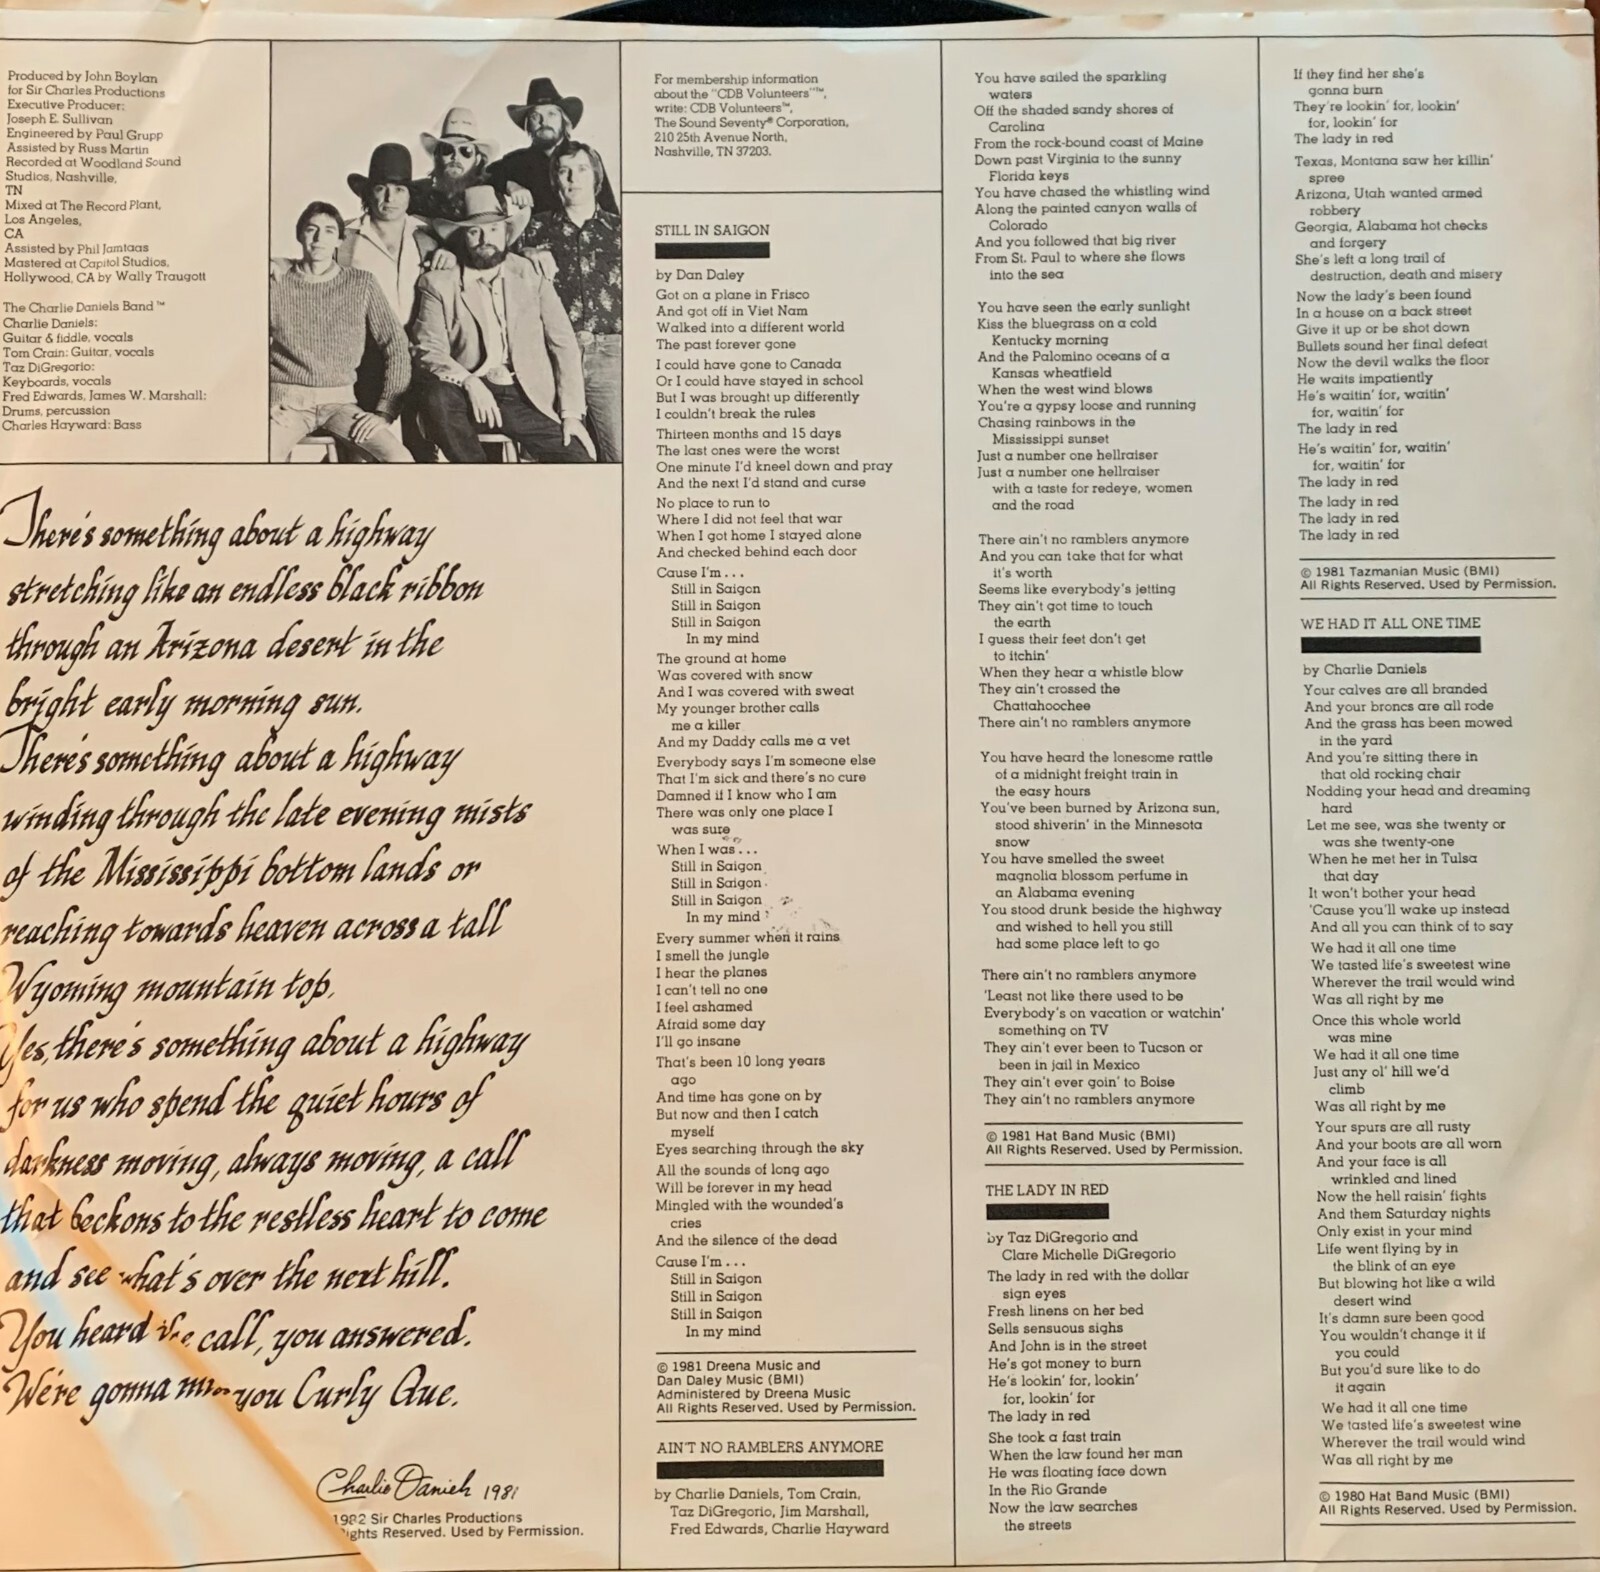 Produced by John Boylan
for Sir Charles Productions
Executive Producer:
Joseph E. Sullivan
Engineered by Paul Grupp
Assisted by Russ Martin
Recorded at Woodland Sound
Studios, Nashville,
TN
Mixed at The Record Plant,
Los Angeles,
CA
Assisted by Phil Jamtaas
Mastered at Capitol Studios,
Hollywood, CA by Wally Traugott
The Charlie Daniels Band™
Charlie Daniels:
Guitar & fiddle, vocals
Tom Crain: Guitar, vocals
Taz DiGregorio:
Keyboards, vocals
Fred Edwards, James W. Marshall:
Drums, percussion
Charles Hayward: Bass
There's something about a highway
stretching like an endless black ribbon
through an Arizona desert in the
bright early morning sun.
There's something about a highway
winding through the late evening mists
of the Mississippi bottom lands or
reaching towards heaven across a tall
Wyoming mountain top.
Yes, there's something about a highway
for us who spend the quiet hours of
darkness moving, always moving, a call
that beckons to the restless heart to come
and see what's over the next hill.
You heard the call, you answered.
We're gonna you Curly Que.
Charlie Daniels 1981
1982 Sir Charles Productions
Rights Reserved. Used by Permission.
For membership information
about the "CDB Volunteers"™,
write: CDB Volunteers™,
The Sound Seventy® Corporation,
210 25th Avenue North,
Nashville, TN 37203.
STILL IN SAIGON
by Dan Daley
Got on a plane in Frisco
And got off in Viet Nam
Walked into a different world
The past forever gone
I could have gone to Canada
Or I could have stayed in school
But I was brought up differently
I couldn't break the rules
Thirteen months and 15 days
The last ones were the worst
One minute I'd kneel down and pray
And the next I'd stand and curse
No place to run to
Where I did not feel that war
When I got home I stayed alone
And checked behind each door
Cause I'm...
Still in Saigon
Still in Saigon
Still in Saigon
In my mind
The ground at home
Was covered with snow
And I was covered with sweat
My younger brother calls
me a killer
And my Daddy calls me a vet
Everybody says I'm someone else
That I'm sick and there's no cure
Damned if I know who I am
There was only one place I
was sure
When I was...
Still in Saigon
Still in Saigon
Still in Saigon
In my mind
Every summer when it rains
I smell the jungle
I hear the planes
I can't tell no one
I feel ashamed
Afraid some day
I'll go insane
That's been 10 long years
ago
And time has gone on by
But now and then I catch
myself
Eyes searching through the sky
All the sounds of long ago
Will be forever in my head
Mingled with the wounded's
cries
And the silence of the dead
Cause I'm...
Still in Saigon
Still in Saigon
Still in Saigon
In my mind
© 1981 Dreena Music and
Dan Daley Music (BMI)
Administered by Dreena Music
All Rights Reserved. Used by Permission.
AIN'T NO RAMBLERS ANYMORE
by Charlie Daniels, Tom Crain,
Taz DiGregorio, Jim Marshall,
Fred Edwards, Charlie Hayward
You have sailed the sparkling
waters
Off the shaded sandy shores of
Carolina
From the rock-bound coast of Maine
Down past Virginia to the sunny
Florida keys
You have chased the whistling wind
Along the painted canyon walls of
Colorado
And you followed that big river
From St. Paul to where she flows
into the sea
You have seen the early sunlight
Kiss the bluegrass on a cold
Kentucky morning
And the Palomino oceans of a
Kansas wheatfield
When the west wind blows
You're a gypsy loose and running
Chasing rainbows in the
Mississippi sunset
Just a number one hellraiser
Just a number one hellraiser
with a taste for redeye, women
and the road
There ain't no ramblers anymore
And you can take that for what
it's worth
Seems like everybody's jetting
They ain't got time to touch
the earth
I guess their feet don't get
to itchin'
When they hear a whistle blow
They ain't crossed the
Chattahoochee
There ain't no ramblers anymore
You have heard the lonesome rattle
of a midnight freight train in
the easy hours
You've been burned by Arizona sun,
stood shiverin' in the Minnesota
snow
You have smelled the sweet
magnolia blossom perfume in
an Alabama evening
You stood drunk beside the highway
and wished to hell you still
had some place left to go
There ain't no ramblers anymore
'Least not like there used to be
Everybody's on vacation or watchin'
something on TV
They ain't ever been to Tucson or
been in jail in Mexico
They ain't ever goin' to Boise
They ain't no ramblers anymore
© 1981 Hat Band Music (BMI)
All Rights Reserved. Used by Permission.
THE LADY IN RED
by Taz DiGregorio and
Clare Michelle DiGregorio
The lady in red with the dollar
sign eyes
Fresh linens on her bed
Sells sensuous sighs
And John is in the street
He's got money to burn
He's lookin' for, lookin'
for, lookin' for
The lady in red
She took a fast train
When the law found her man
He was floating face down
In the Rio Grande
Now the law searches
the streets
If they find her she's
gonna burn
They're lookin' for, lookin'
for, lookin' for
The lady in red
Texas, Montana saw her killin'
spree
Arizona, Utah wanted armed
robbery
Georgia, Alabama hot checks
and forgery
She's left a long trail of
destruction, death and misery
Now the lady's been found
In a house on a back street
Give it up or be shot down
Bullets sound her final defeat
Now the devil walks the floor
He waits impatiently
He's waitin' for, waitin'
for, waitin' for
The lady in red
He's waitin' for, waitin'
for, waitin' for
The lady in red
The lady in red
The lady in red
The lady in red
© 1981 Tazmanian Music (BMI)
All Rights Reserved. Used by Permission.
WE HAD IT ALL ONE TIME
by Charlie Daniels
Your calves are all branded
And your broncs are all rode
And the grass has been mowed
in the yard
And you're sitting there in
that old rocking chair
Nodding your head and dreaming
hard
Let me see, was she twenty or
was she twenty-one
When he met her in Tulsa
that day
It won't bother your head
'Cause you'll wake up instead
And all you can think of to say
We had it all one time
We tasted life's sweetest wine
Wherever the trail would wind
Was all right by me
Once this whole world
was mine
We had it all one time
Just any ol' hill we'd
climb
Was all right by me
Your spurs are all rusty
And your boots are all worn
And your face is all
wrinkled and lined
Now the hell raisin' fights
And them Saturday nights
Only exist in your mind
Life went flying by in
the blink of an eye
But blowing hot like a wild
desert wind
It's damn sure been good
You wouldn't change it if
you could
But you'd sure like to do
it again
We had it all one time
We tasted life's sweetest wine
Wherever the trail would wind
Was all right by me
© 1980 Hat Band Music (BMI)
All Rights Reserved. Used by Permission.